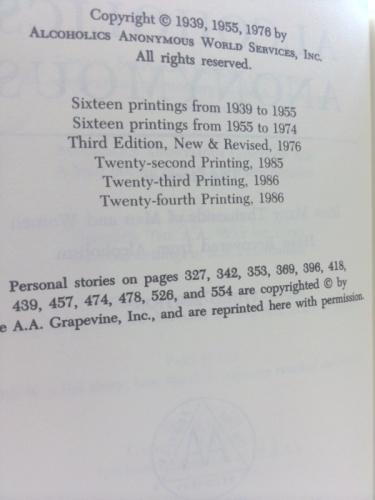 Copyright © 1939, 1955, 1976 by
Alcoholics Anonymous World Services, Inc.
All rights reserved.
Sixteen printings from 1939 to 1955
Sixteen printings from 1955 to 1974
Third Edition, New & Revised, 1976
Twenty-second Printing, 1985
Twenty-third Printing, 1986
Twenty-fourth Printing, 1986
Personal stories on pages 327, 342, 353, 369, 396, 418,
439, 457, 474, 478, 526, and 554 are copyrighted © by
e A.A. Grapevine, Inc., and are reprinted here with permission.